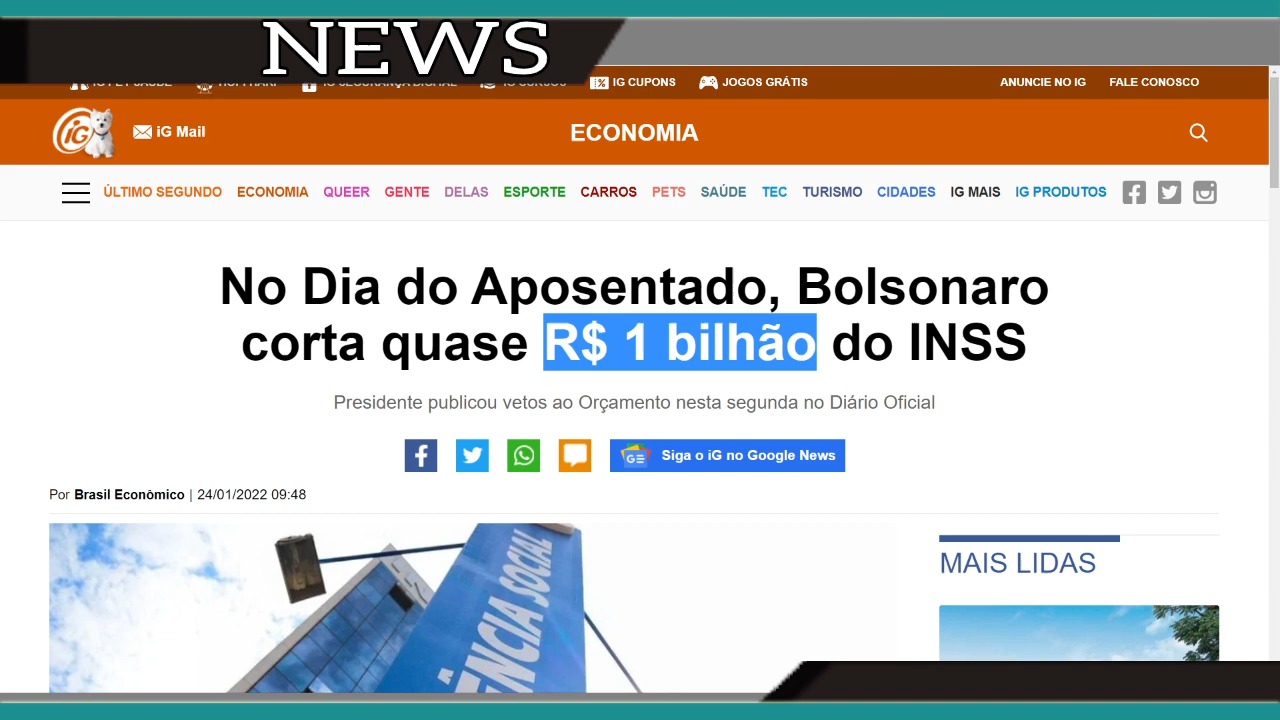 NEWS
IG CUPONS
JOGOS GRÁTIS
ANUNCIE NO IG
FALE CONOSCO
iG
iG Mail
ECONOMIA
ÚLTIMO SEGUNDO ECONOMIA QUEER GENTE DELAS ESPORTE CARROS PETS SAÚDE TEC TURISMO CIDADES IG MAIS IG PRODUTOS
No Dia do Aposentado, Bolsonaro
corta quase R$ 1 bilhão do INSS
Presidente publicou vetos ao Orçamento nesta segunda no Diário Oficial
GE Siga o iG no Google News
Por Brasil Econômico | 24/01/2022 09:48
ÊNCIA SOCIAL
MAIS LIDAS